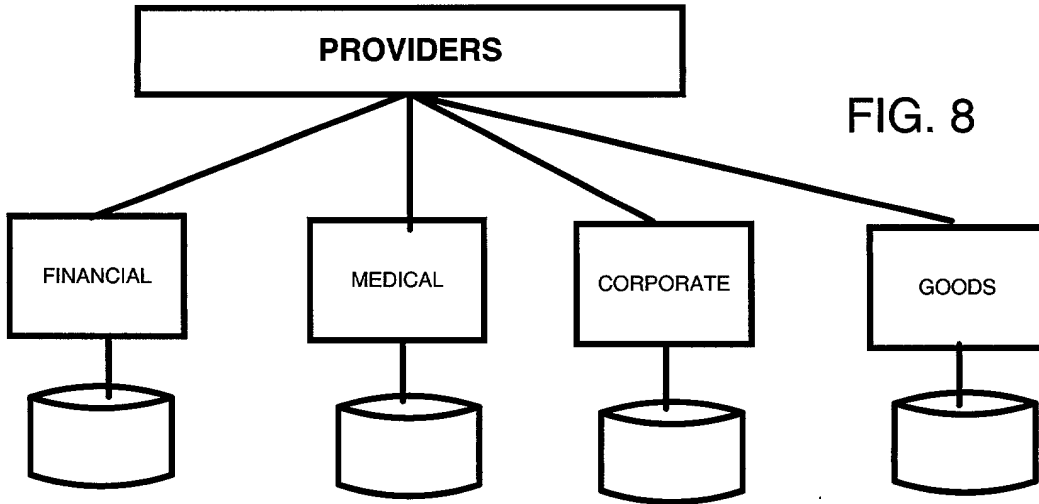 PROVIDERS
FIG. 8
FINANCIAL
MEDICAL
CORPORATE
GOODS